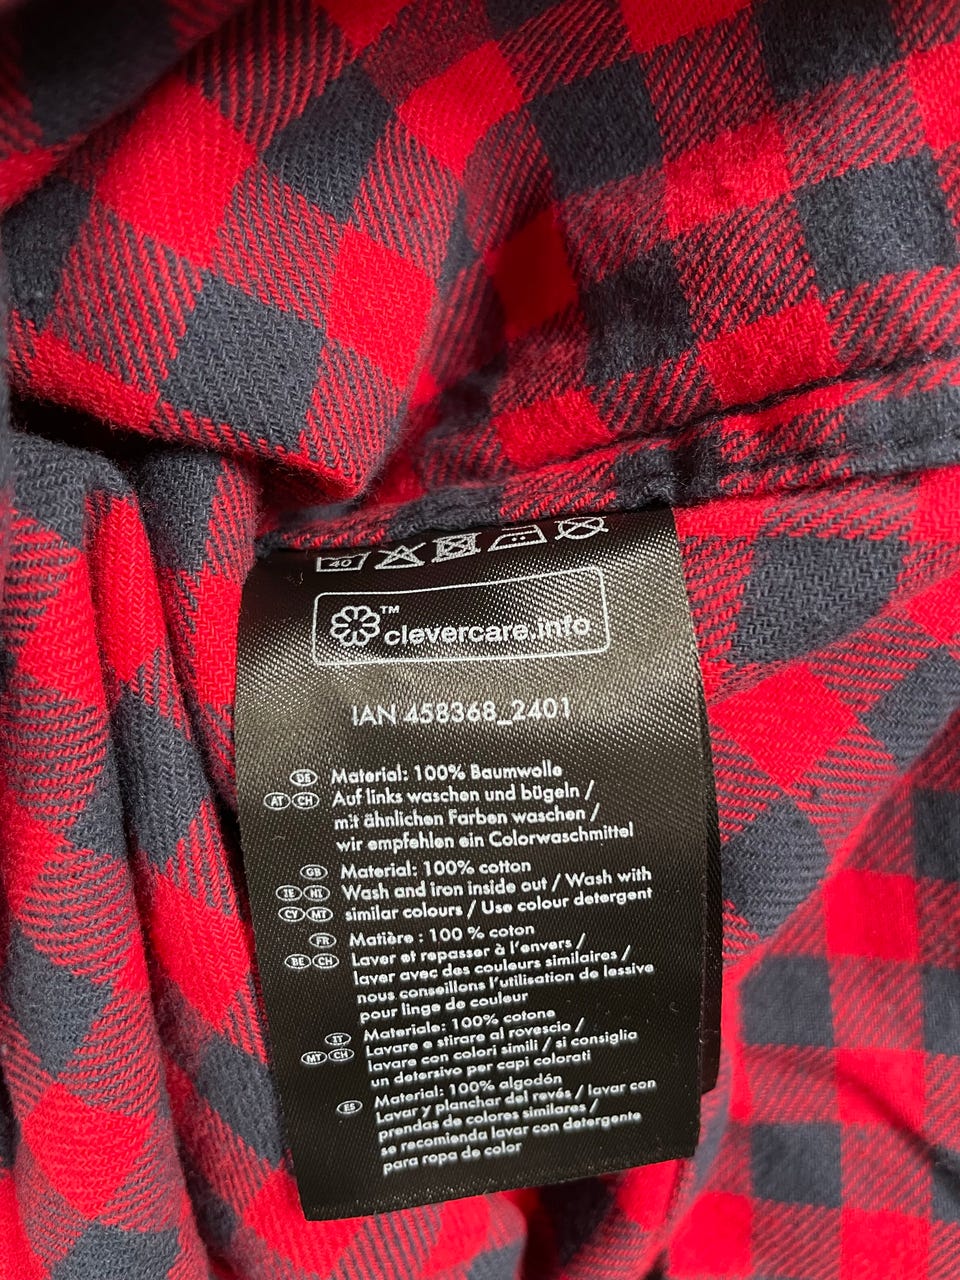 40
™ clevercare.info
IAN 458368_2401
DE Material: 100% Baumwolle
AT CH Auf links waschen und bügeln /
mit ähnlichen Farben waschen /
wir empfehlen ein Colorwaschmittel
GB Material: 100% cotton
IE NI Wash and iron inside out / Wash with
CY MT similar colours / Use colour detergent
FR Matière : 100 % coton
BE CH Laver et repasser à l'envers /
laver avec des couleurs similaires /
nous conseillons l'utilisation de lessive
pour linge de couleur
IT Materiale: 100% cotone
MT CH Lavare e stirare al rovescio /
lavare con colori simili / si consiglia
un detersivo per capi colorati
ES Material: 100% algodón
Lavar y planchar del revés / lavar con
prendas de colores similares /
se recomienda lavar con detergente
para ropa de color